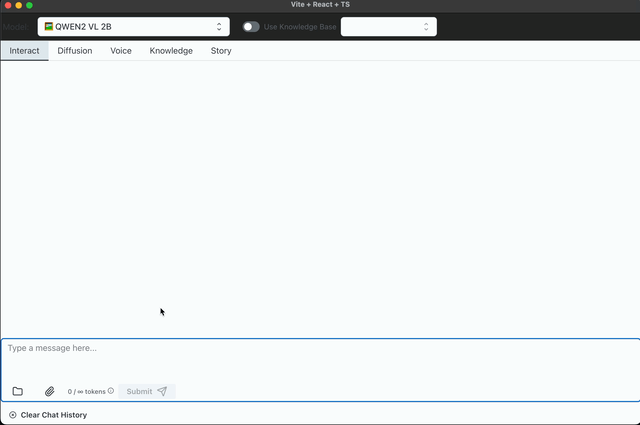 Vite + React + TS
Model: QWEN2 VL 2B Use Knowledge Base
Interact Diffusion Voice Knowledge Story
Type a message here...
0 / ∞ tokens Submit
Clear Chat History